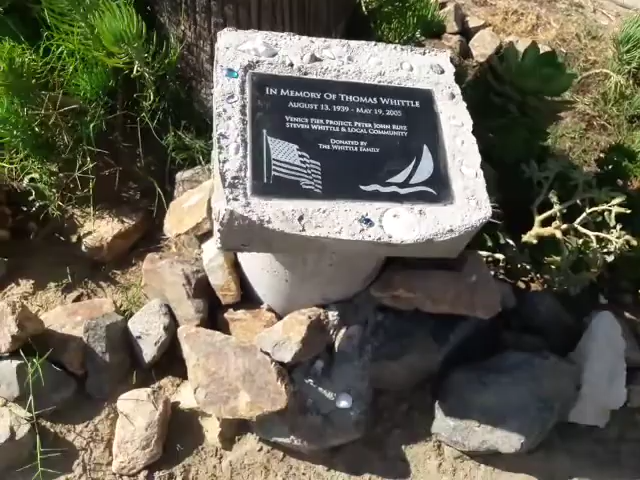 In Memory Of Thomas Whittle
August 13, 1939 - May 19, 2005
Venice Pier Project, Peter John Ruiz
Steven Whittle & Local Community
Donated by
The Whittle Family